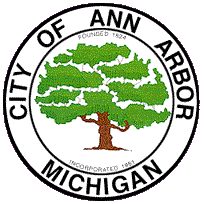 CITY OF ANN ARBOR
FOUNDED 1824
INCORPORATED 1851
MICHIGAN